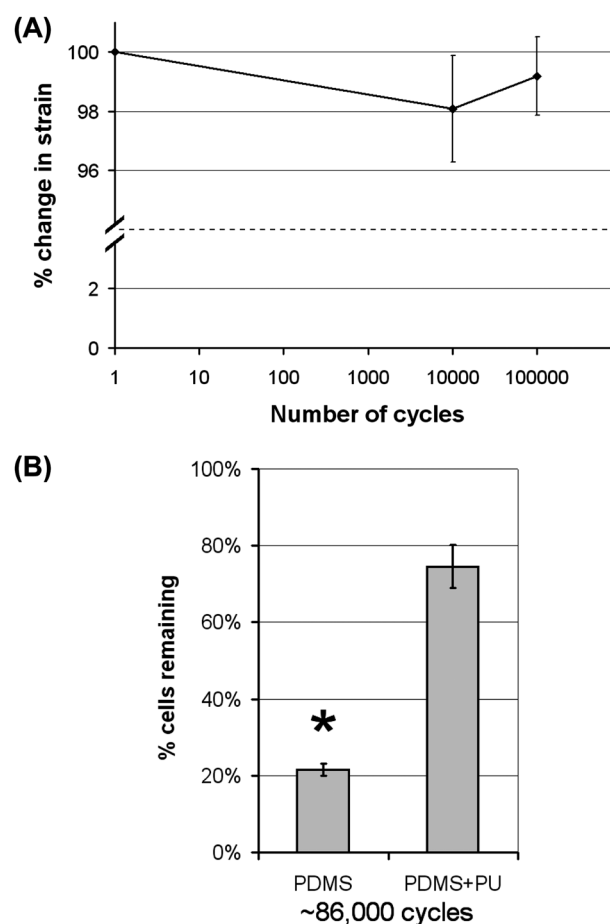 (A)
% change in strain
100
98
96
2
0
1 10 100 1000 10000 100000
Number of cycles
(B)
% cells remaining
100%
80%
60%
40%
20%
0%
*
PDMS PDMS+PU
~86,000 cycles